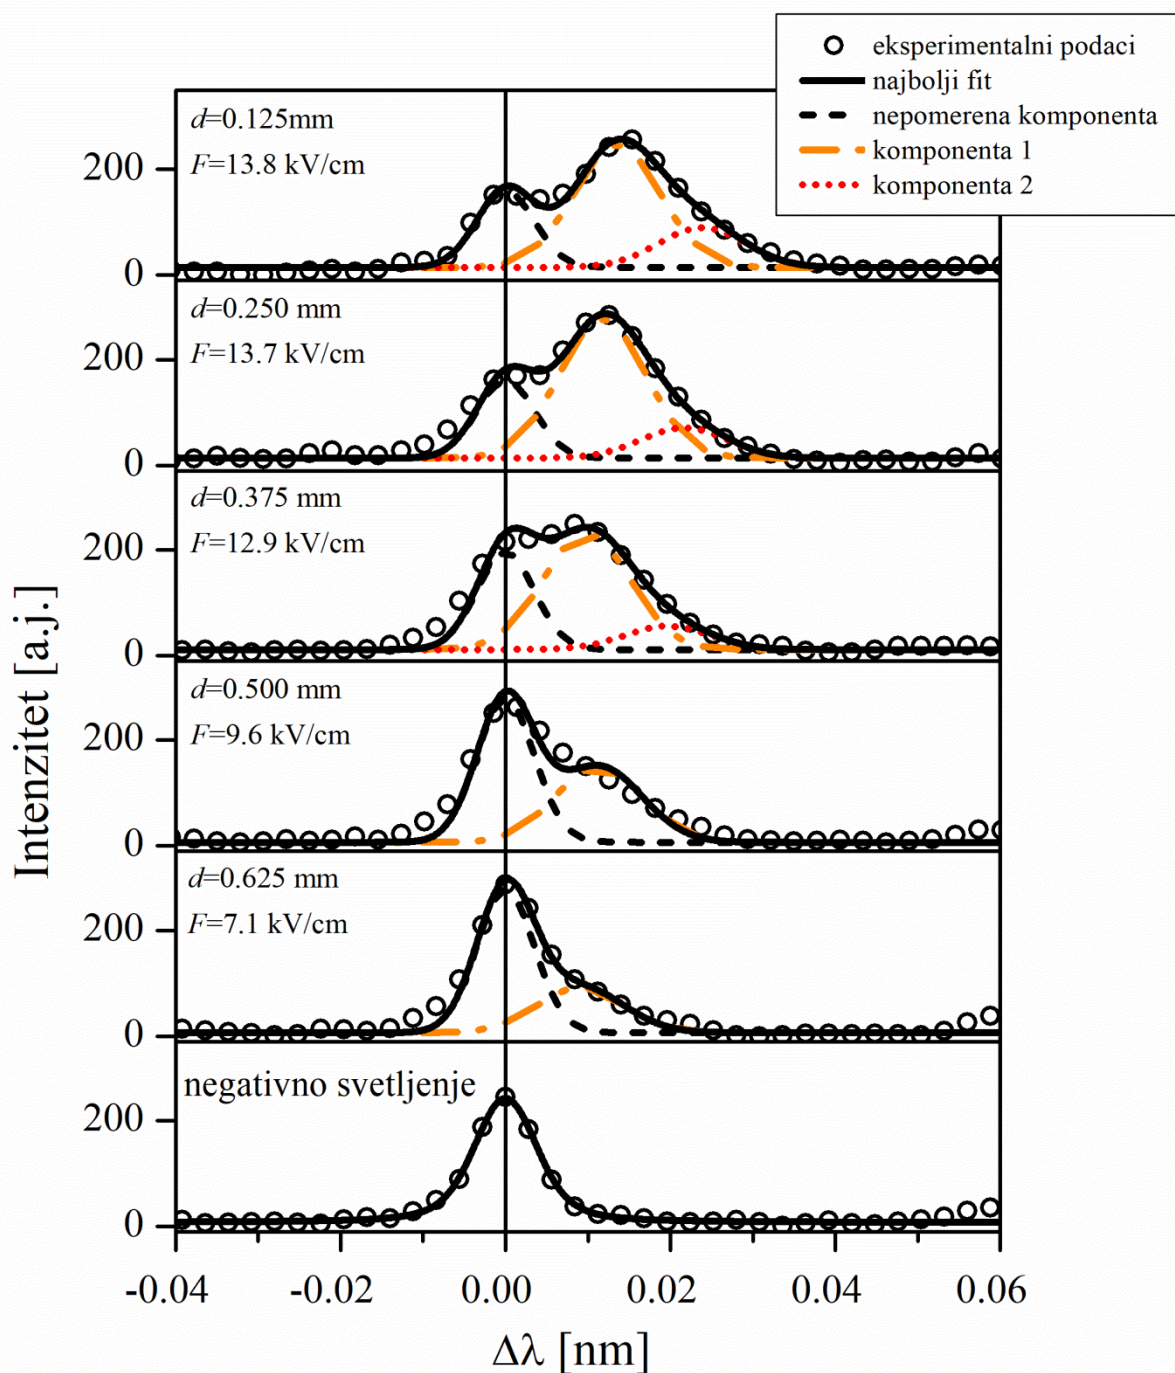 eksperimentalni podaci
najbolji fit
nepomerena komponenta
komponenta 1
komponenta 2
d=0.125mm
F=13.8 kV/cm
200
0
d=0.250 mm
F=13.7 kV/cm
200
0
d=0.375 mm
F=12.9 kV/cm
200
0
d=0.500 mm
F=9.6 kV/cm
200
0
d=0.625 mm
F=7.1 kV/cm
200
0
negativno svetljenje
200
0
Intenzitet [a.j.]
-0.04 -0.02 0.00 0.02 0.04 0.06
Δλ [nm]